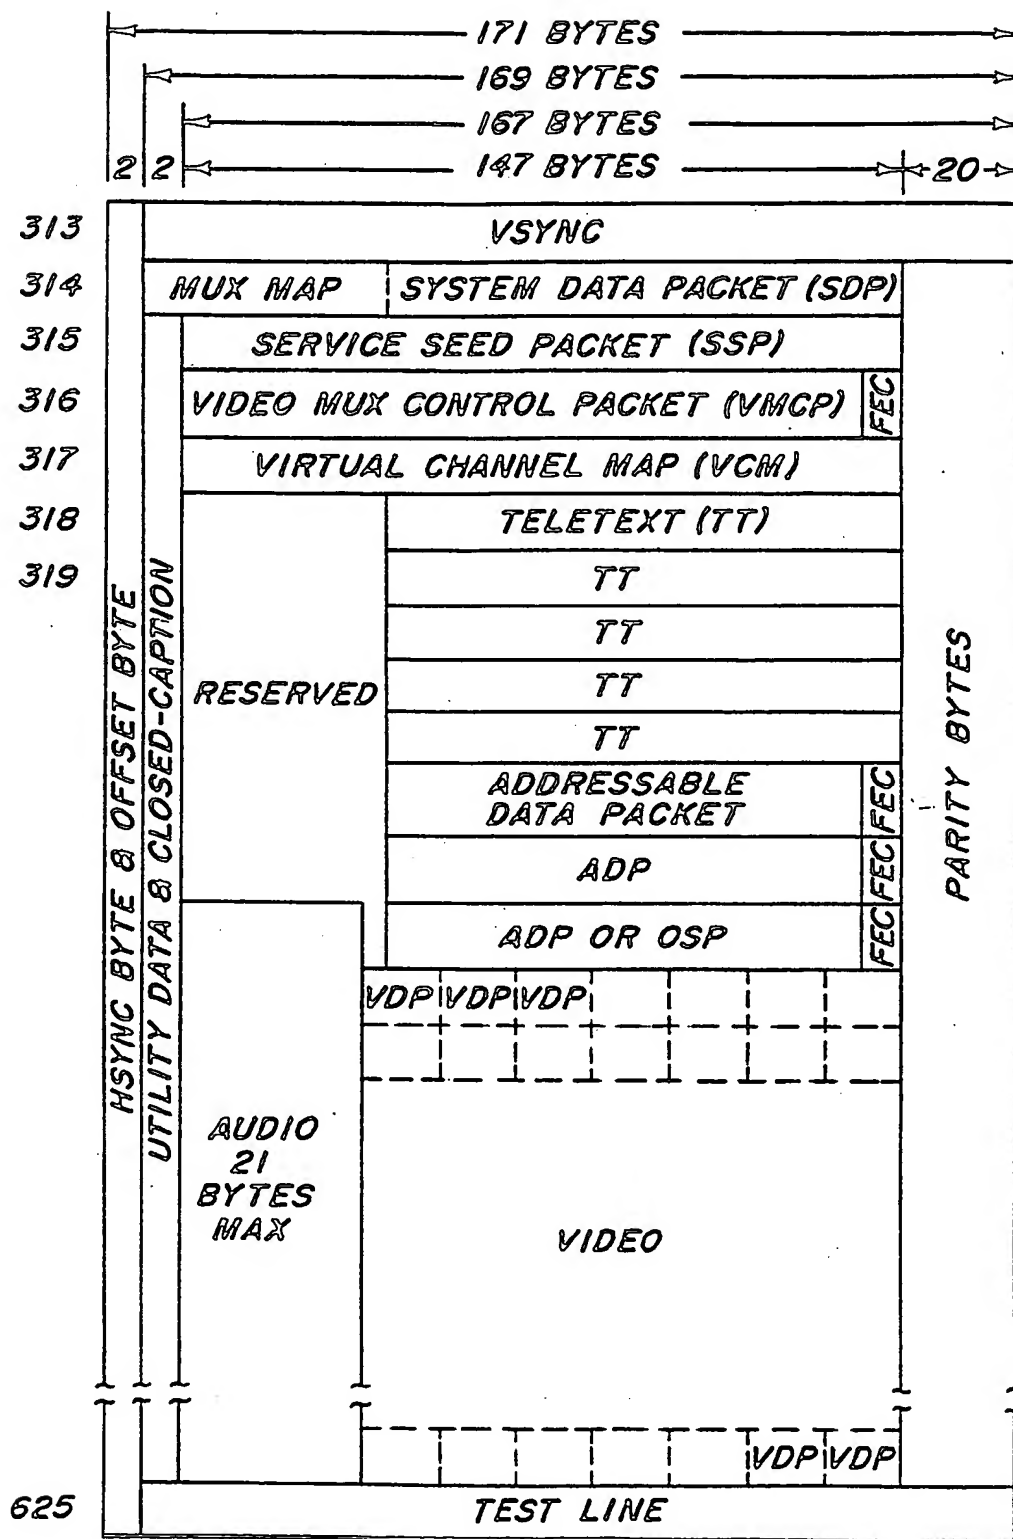 171 BYTES
169 BYTES
167 BYTES
2 2 147 BYTES 20
313 VSYNC
314 MUX MAP SYSTEM DATA PACKET (SDP)
315 SERVICE SEED PACKET (SSP)
316 VIDEO MUX CONTROL PACKET (VMCP) FEC
317 VIRTUAL CHANNEL MAP (VCM)
318 TELETEXT (TT)
319 TT
TT
TT
TT
RESERVED
ADDRESSABLE
DATA PACKET FEC
ADP FEC
ADP OR OSP FEC
HSYNC BYTE & OFFSET BYTE
UTILITY DATA & CLOSED-CAPTION
PARITY BYTES
VDP VDP VDP
AUDIO
21
BYTES
MAX
VIDEO
VDP VDP
625 TEST LINE